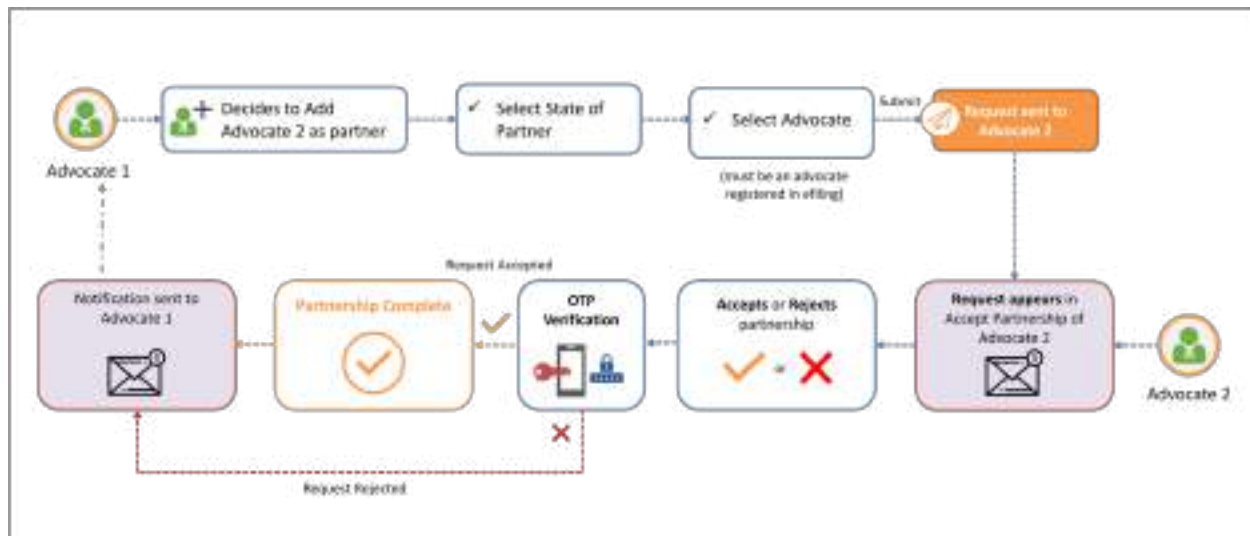 Decides to Add
Advocate 2 as partner
Select State of
Partner
Select Advocate
Submit
Request sent to
Advocate 2
Advocate 1
(must be an advocate
registered in efiling)
Request Accepted
Notification sent to
Advocate 1
Partnership Complete
OTP
Verification
Accepts or Rejects
partnership
Request appears in
Accept Partnership of
Advocate 2
Advocate 2
Request Rejected